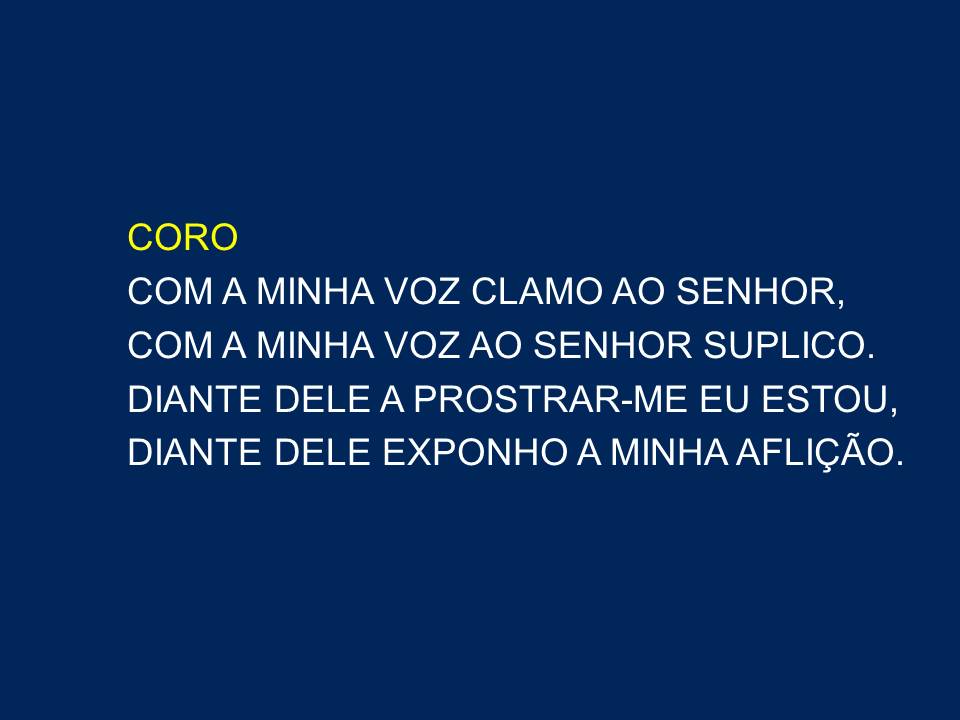 CORO
COM A MINHA VOZ CLAMO AO SENHOR,
COM A MINHA VOZ AO SENHOR SUPLICO.
DIANTE DELE A PROSTRAR-ME EU ESTOU,
DIANTE DELE EXPONHO A MINHA AFLIÇÃO.